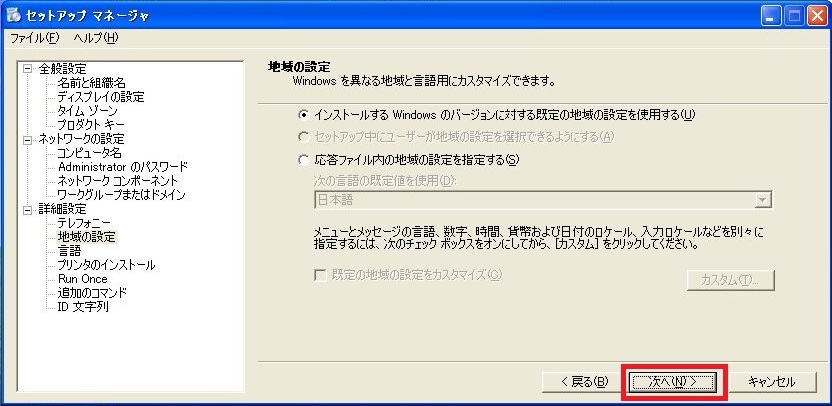 セットアップ マネージャ
ファイル(F) ヘルプ(H)
全般設定
名前と組織名
ディスプレイの設定
タイム ゾーン
プロダクト キー
ネットワークの設定
コンピュータ名
Administrator のパスワード
ネットワーク コンポーネント
ワークグループまたはドメイン
詳細設定
テレフォニー
地域の設定
言語
プリンタのインストール
Run Once
追加のコマンド
ID 文字列
地域の設定
Windows を異なる地域と言語用にカスタマイズできます。
インストールする Windows のバージョンに対する既定の地域の設定を使用する(U)
セットアップ中にユーザーが地域の設定を選択できるようにする(A)
応答ファイル内の地域の設定を指定する(S)
次の言語の既定値を使用(D):
日本語
メニューとメッセージの言語、数字、時間、貨幣および日付のロケール、入力ロケールなどを別々に
指定するには、次のチェック ボックスをオンにしてから、[カスタム] をクリックしてください。
既定の地域の設定をカスタマイズ(C)
カスタム(T)...
< 戻る(B) 次へ(N) > キャンセル